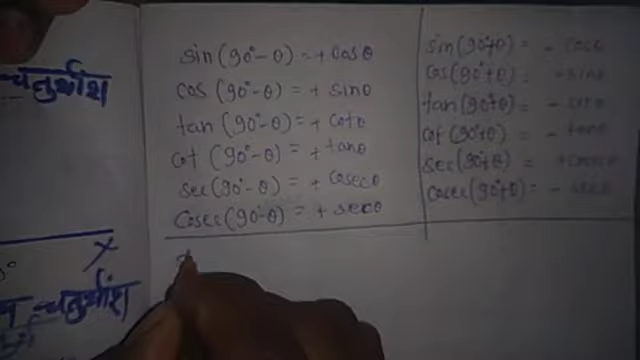 चतुर्थांश
sin(90°-θ) = + cosθ
cos(90°-θ) = + sinθ
tan(90°-θ) = + cotθ
cot(90°-θ) = + tanθ
sec(90°-θ) = + cosecθ
cosec(90°-θ) = + secθ
sin(90°+θ) = - cosθ
cos(90°+θ) = - sinθ
tan(90°+θ) = - cotθ
cot(90°+θ) = - tanθ
sec(90°+θ) =
cosec(90°+θ) = - secθ
चतुर्थांश